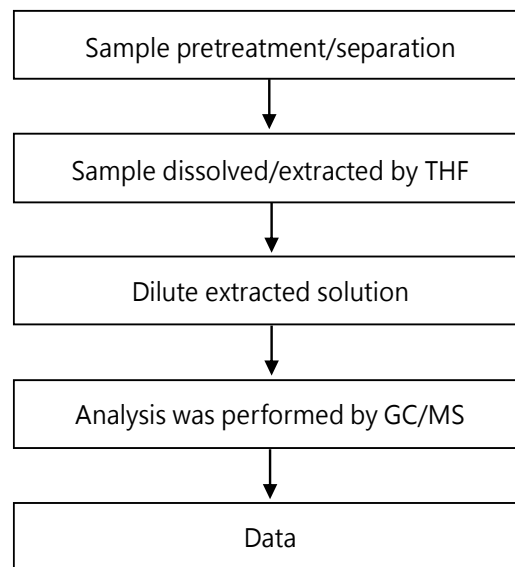 Sample pretreatment/separation
Sample dissolved/extracted by THF
Dilute extracted solution
Analysis was performed by GC/MS
Data